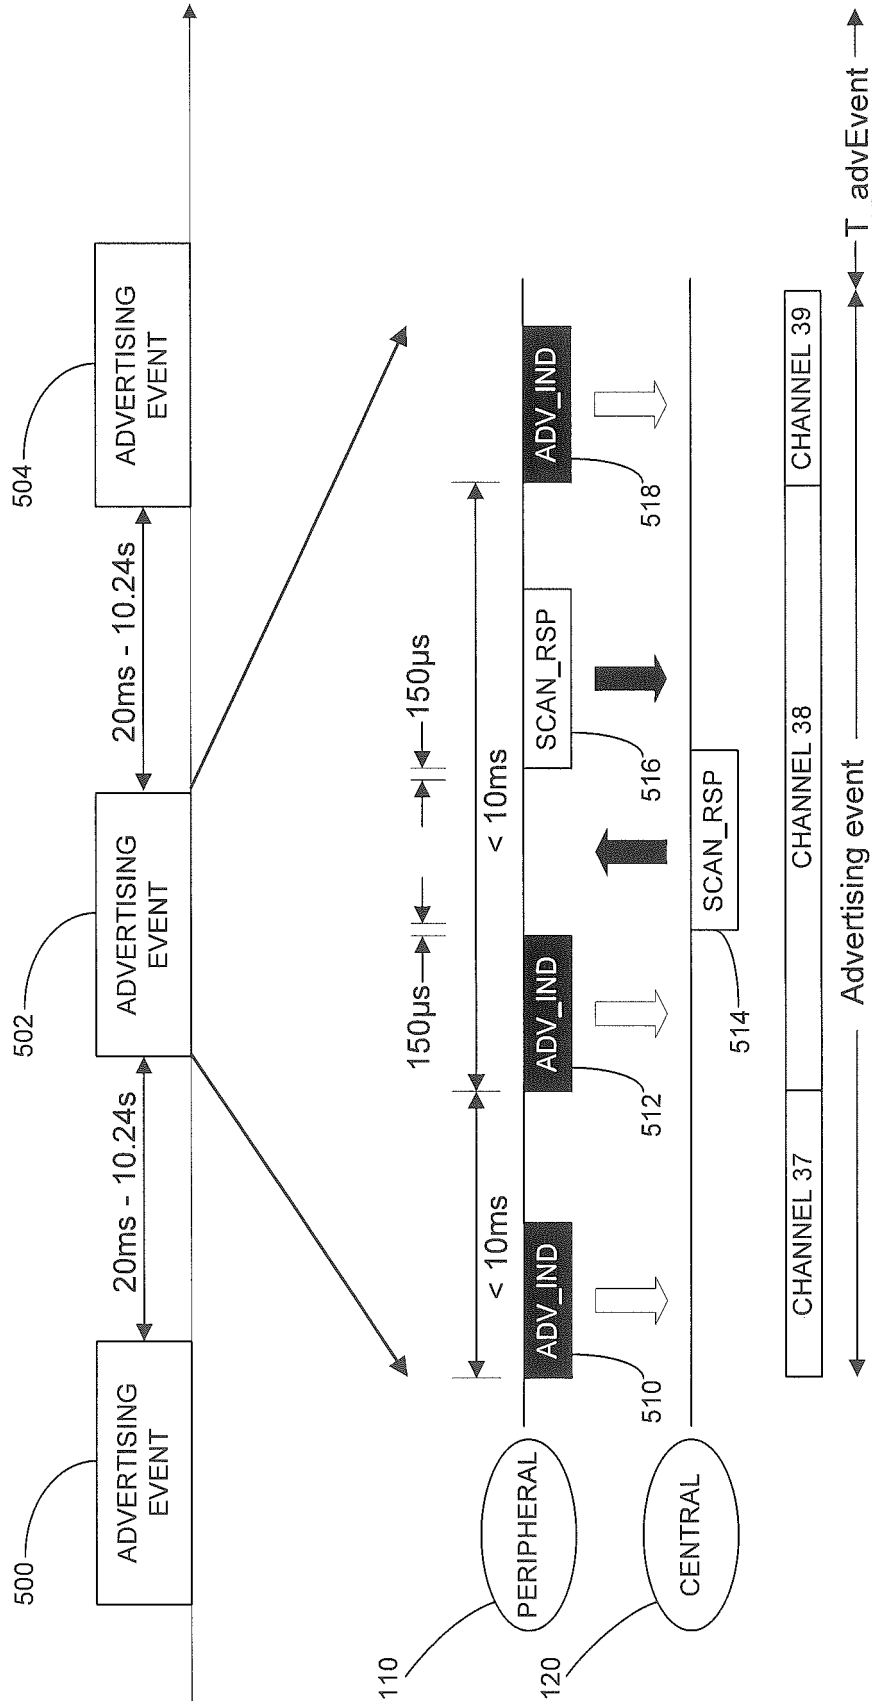 500
ADVERTISING
EVENT
20ms - 10.24s
502
ADVERTISING
EVENT
20ms - 10.24s
504
ADVERTISING
EVENT
150µs
150µs
< 10ms
< 10ms
110
PERIPHERAL
ADV_IND
ADV_IND
SCAN_RSP
ADV_IND
510
512
516
518
120
CENTRAL
SCAN_RSP
514
CHANNEL 37
CHANNEL 38
CHANNEL 39
Advertising event
T_advEvent